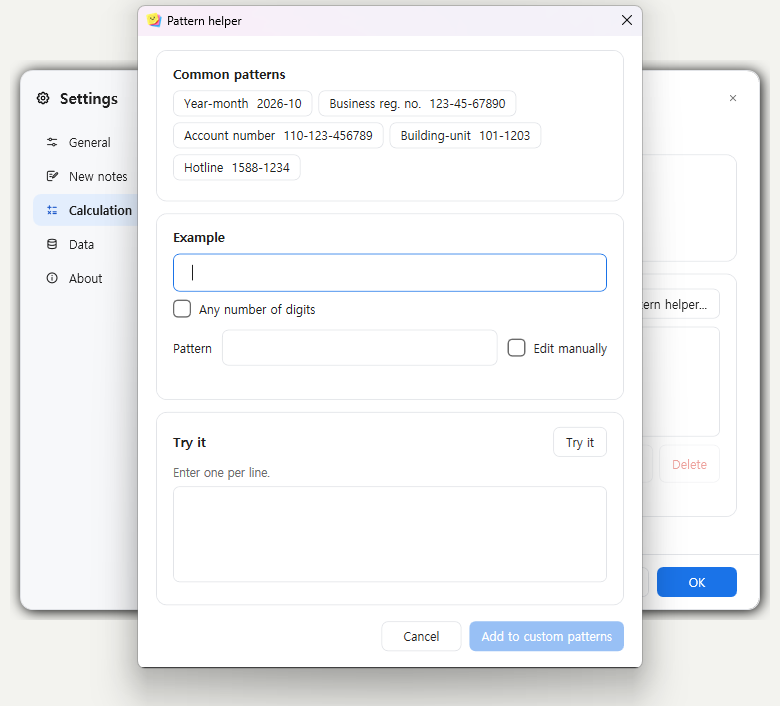 Pattern helper
Common patterns
Year-month 2026-10
Business reg. no. 123-45-67890
Account number 110-123-456789
Building-unit 101-1203
Hotline 1588-1234
Settings
General
New notes
Calculation
Data
About
Example
Any number of digits
Pattern
Edit manually
Try it
Try it
Enter one per line.
Cancel
Add to custom patterns
helper...
Delete
OK